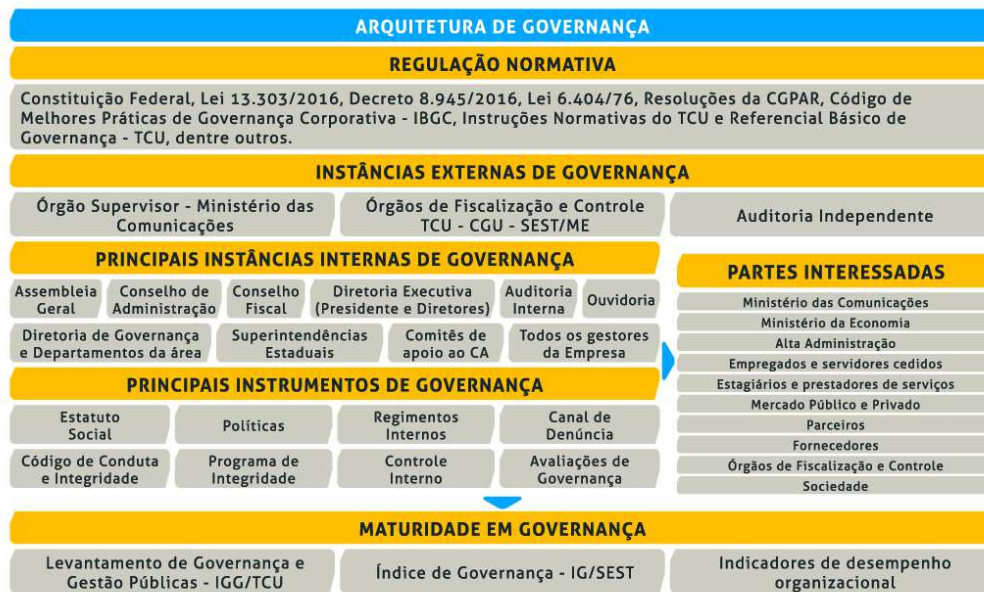 ARQUITETURA DE GOVERNANÇA
REGULAÇÃO NORMATIVA
Constituição Federal, Lei 13.303/2016, Decreto 8.945/2016, Lei 6.404/76, Resoluções da CGPAR, Código de
Melhores Práticas de Governança Corporativa - IBGC, Instruções Normativas do TCU e Referencial Básico de
Governança - TCU, dentre outros.
INSTÂNCIAS EXTERNAS DE GOVERNANÇA
Órgão Supervisor - Ministério das
Comunicações
Órgãos de Fiscalização e Controle
TCU - CGU - SEST/ME
Auditoria Independente
PRINCIPAIS INSTÂNCIAS INTERNAS DE GOVERNANÇA
Assembleia
Geral
Conselho de
Administração
Conselho
Fiscal
Diretoria Executiva
(Presidente e Diretores)
Auditoria
Interna
Ouvidoria
Diretoria de Governança
e Departamentos da área
Superintendências
Estaduais
Comitês de
apoio ao CA
Todos os gestores
da Empresa
PRINCIPAIS INSTRUMENTOS DE GOVERNANÇA
Estatuto
Social
Políticas
Regimentos
Internos
Canal de
Denúncia
Código de Conduta
e Integridade
Programa de
Integridade
Controle
Interno
Avaliações de
Governança
PARTES INTERESSADAS
Ministério das Comunicações
Ministério da Economia
Alta Administração
Empregados e servidores cedidos
Estagiários e prestadores de serviços
Mercado Público e Privado
Parceiros
Fornecedores
Órgãos de Fiscalização e Controle
Sociedade
MATURIDADE EM GOVERNANÇA
Levantamento de Governança e
Gestão Públicas - IGG/TCU
Índice de Governança - IG/SEST
Indicadores de desempenho
organizacional